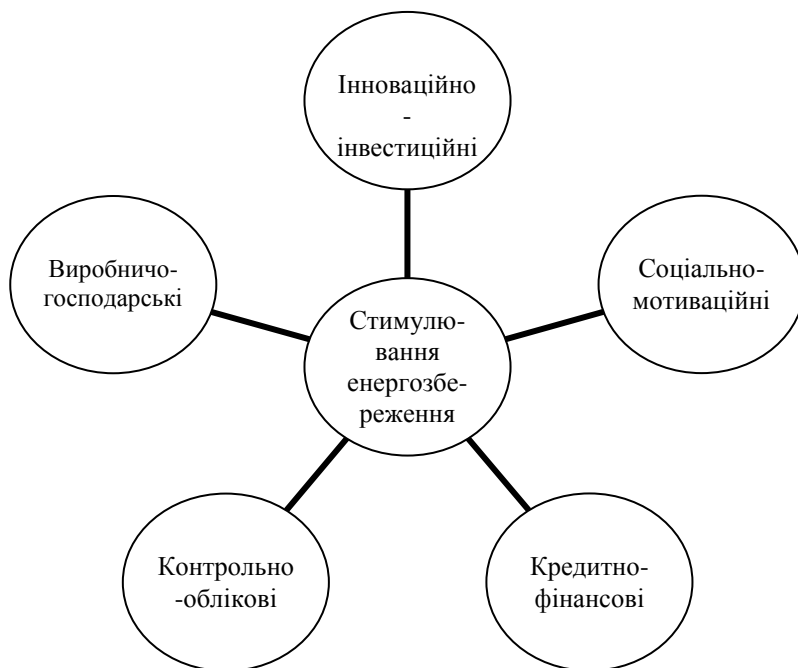 Інноваційно
-
інвестиційні
Виробничо-
господарські
Соціально-
мотиваційні
Стимулю-
вання
енергозбе-
реження
Контрольно
-облікові
Кредитно-
фінансові